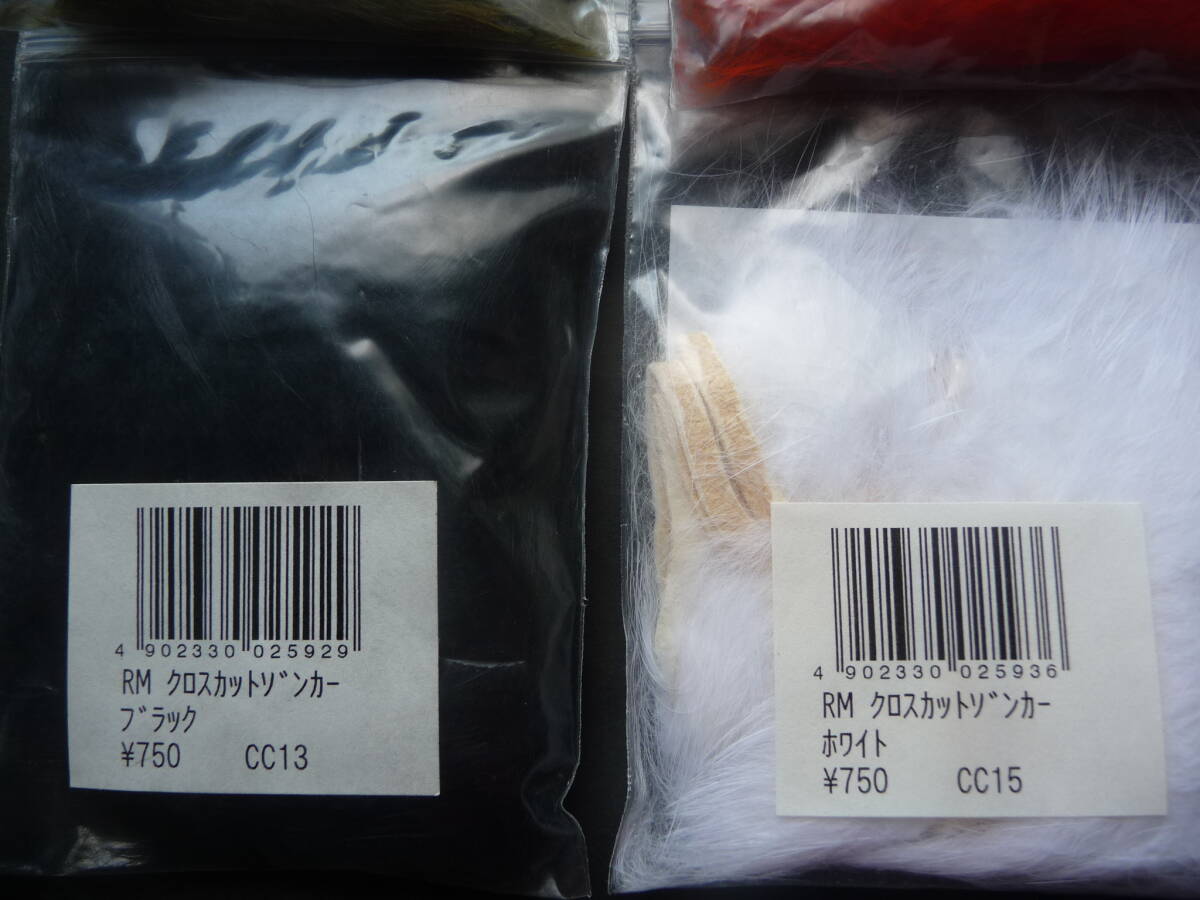 4 902330 025929
RM ｸﾛｽｶｯﾄｿﾞﾝｶｰ
ﾌﾞﾗｯｸ
¥750 CC13
4 902330 025936
RM ｸﾛｽｶｯﾄｿﾞﾝｶｰ
ﾎﾜｲﾄ
¥750 CC15